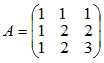 A = ( 1 1 1
1 2 2
1 2 3 )